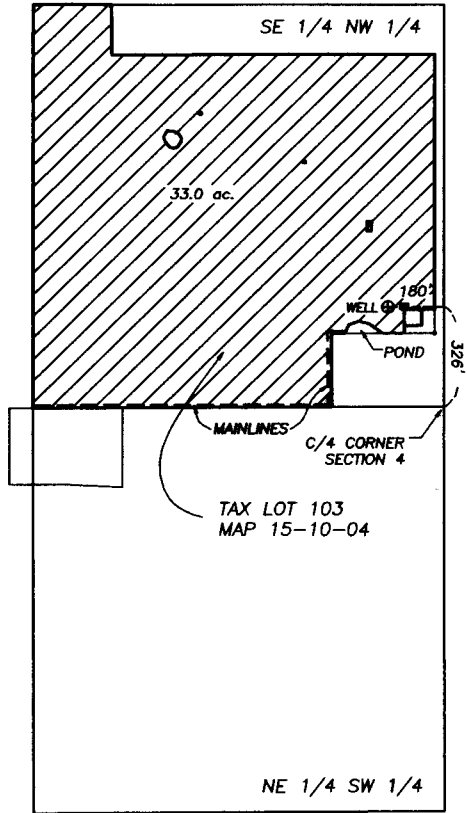 SE 1/4 NW 1/4
33.0 ac.
180'
WELL
POND
326'
MAINLINES
C/4 CORNER
SECTION 4
TAX LOT 103
MAP 15-10-04
NE 1/4 SW 1/4